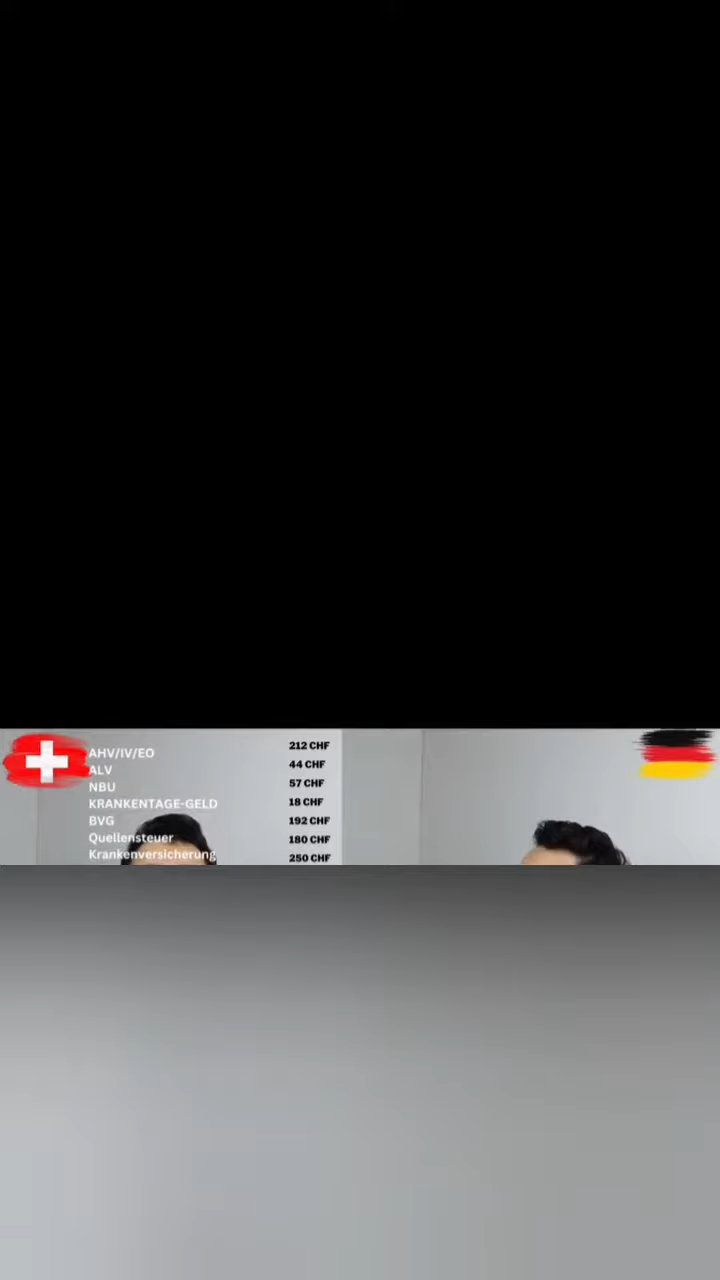 AHV/IV/EO 212 CHF
ALV 44 CHF
NBU 57 CHF
KRANKENTAGE-GELD 18 CHF
BVG 192 CHF
Quellensteuer 180 CHF
Krankenversicherung 250 CHF